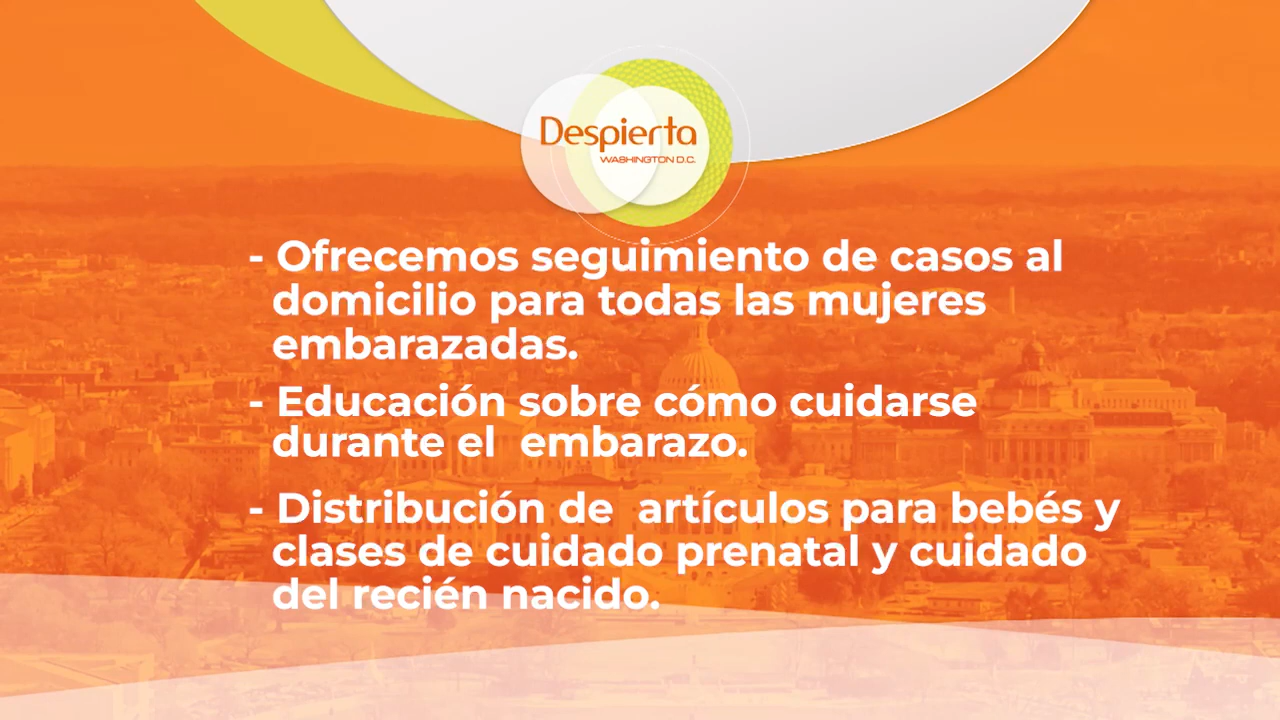 Despierta
WASHINGTON D.C.
- Ofrecemos seguimiento de casos al
domicilio para todas las mujeres
embarazadas.
- Educación sobre cómo cuidarse
durante el  embarazo.
- Distribución de  artículos para bebés y
clases de cuidado prenatal y cuidado
del recién nacido.